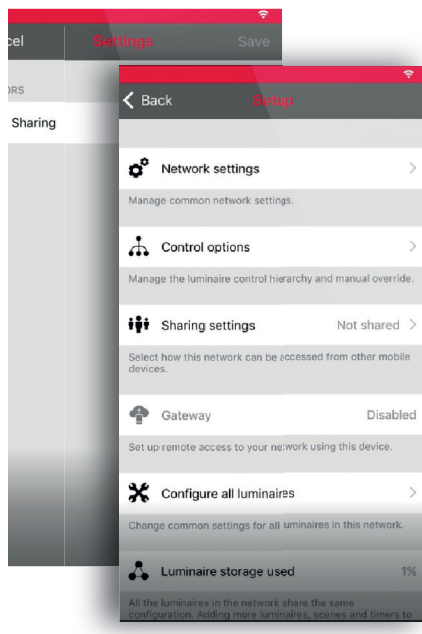 cel Settings Save
ORS
Sharing
Back Setup
Network settings
Manage common network settings.
Control options
Manage the luminaire control hierarchy and manual override.
Sharing settings Not shared
Select how this network can be accessed from other mobile
devices.
Gateway Disabled
Set up remote access to your network using this device.
Configure all luminaires
Change common settings for all uminaires in this network.
Luminaire storage used 1%
All the luminaires in the network share the same
configuration. Adding more luminaires, scenes and timers to